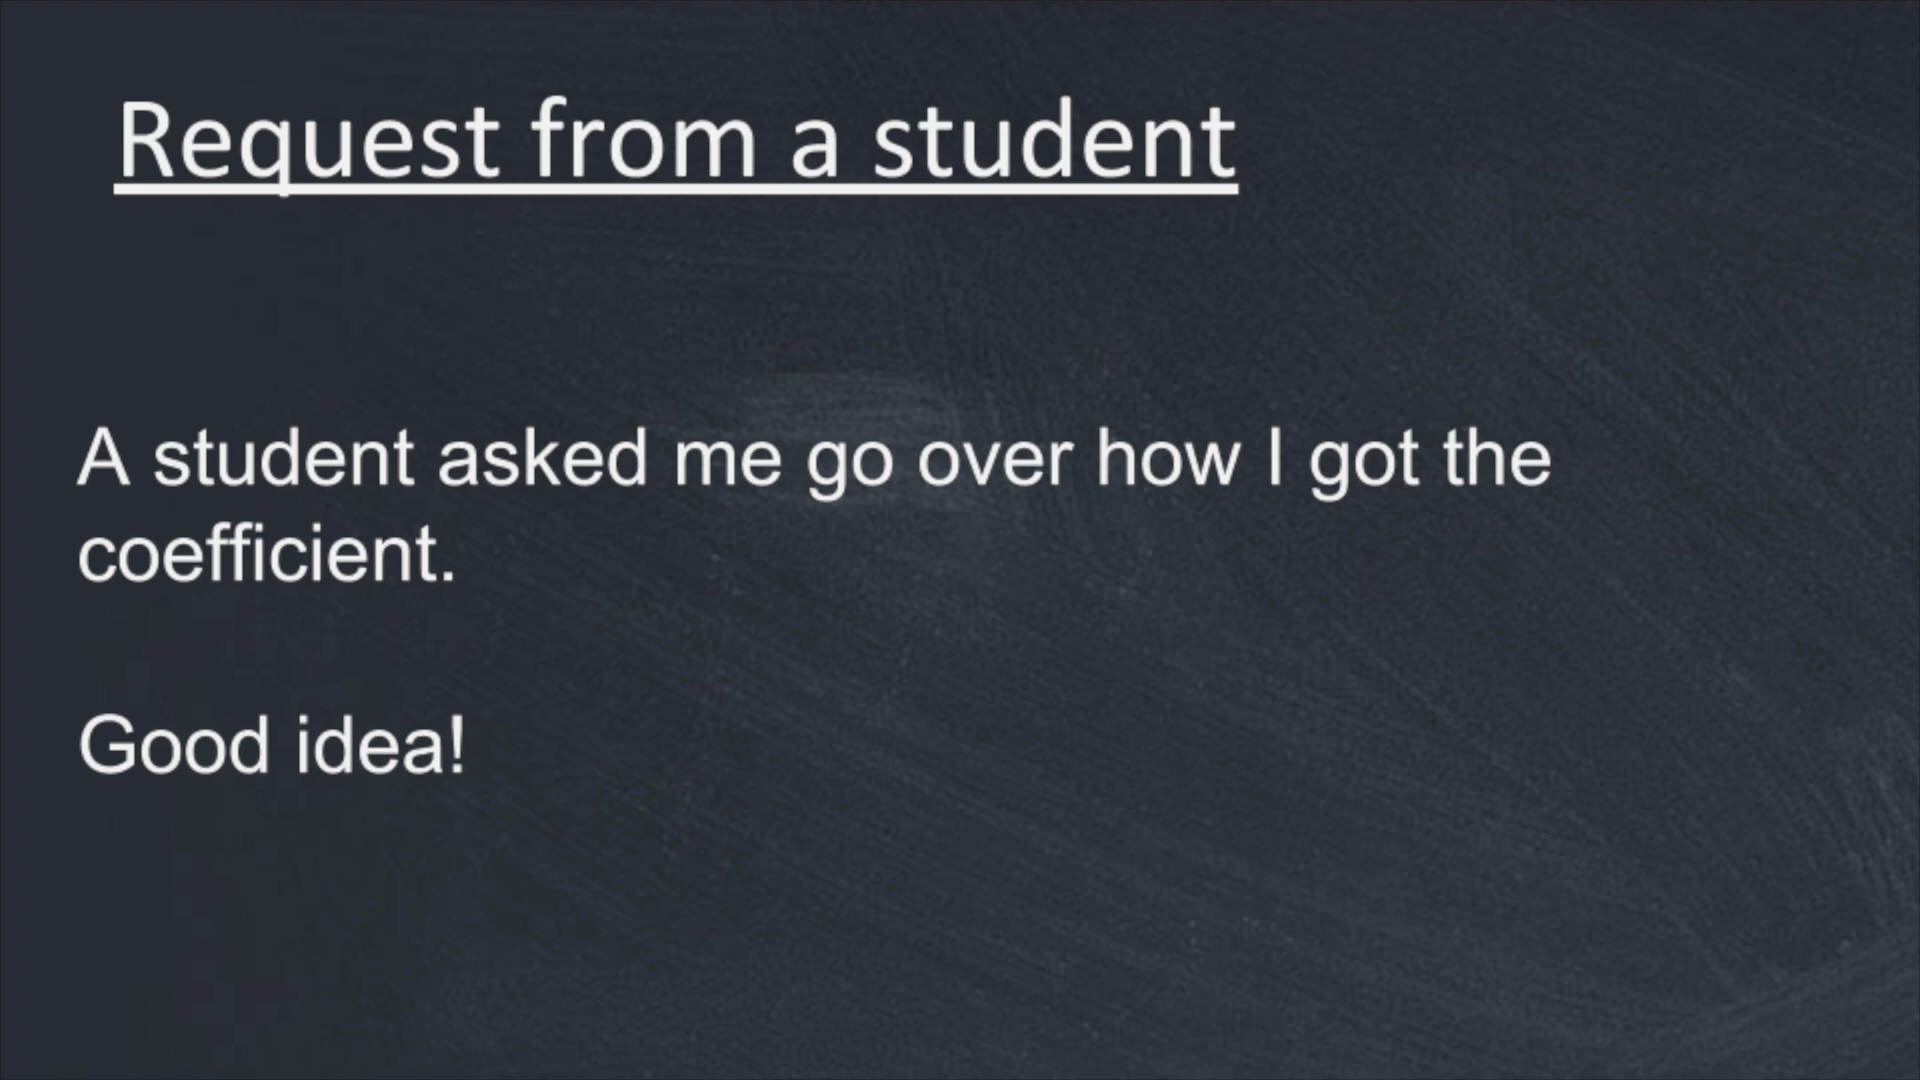 Request from a student
A student asked me go over how I got the
coefficient.
Good idea!